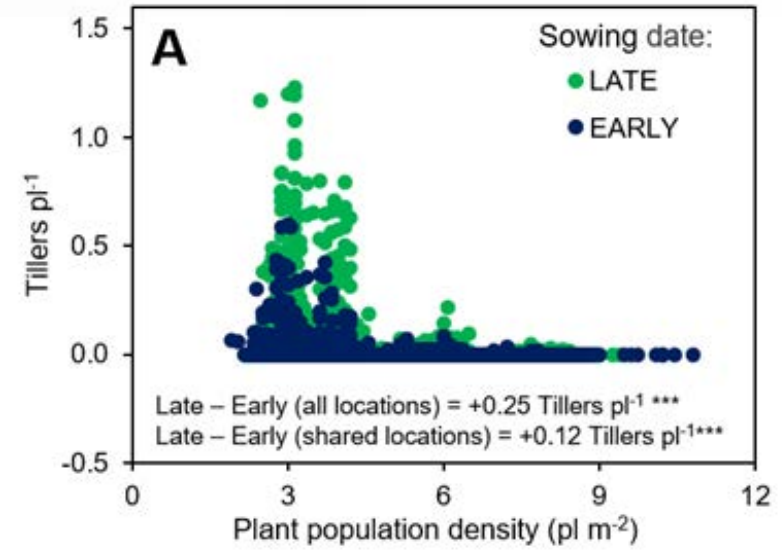 A
Sowing date:
LATE
EARLY
1.5
1.0
0.5
0.0
-0.5
Tillers pl⁻¹
Late – Early (all locations) = +0.25 Tillers pl⁻¹ ***
Late – Early (shared locations) = +0.12 Tillers pl⁻¹***
0 3 6 9 12
Plant population density (pl m⁻²)